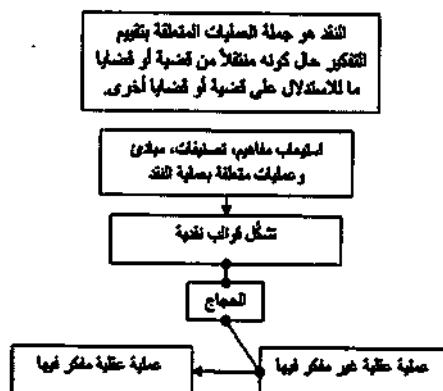 النقد هو جملة العمليات المتعلقة بتقييم
التفكير حال كونه منتقلاً من قضية أو قضايا
ما للاستدلال على قضية أو قضايا أخرى.
استيعاب مفاهيم، تصنيفات، مبادئ
وعمليات متعلقة بعملية النقد
تشكّل قوالب نقدية
الحجاج
عملية عقلية غير مفكر فيها
عملية عقلية مفكر فيها